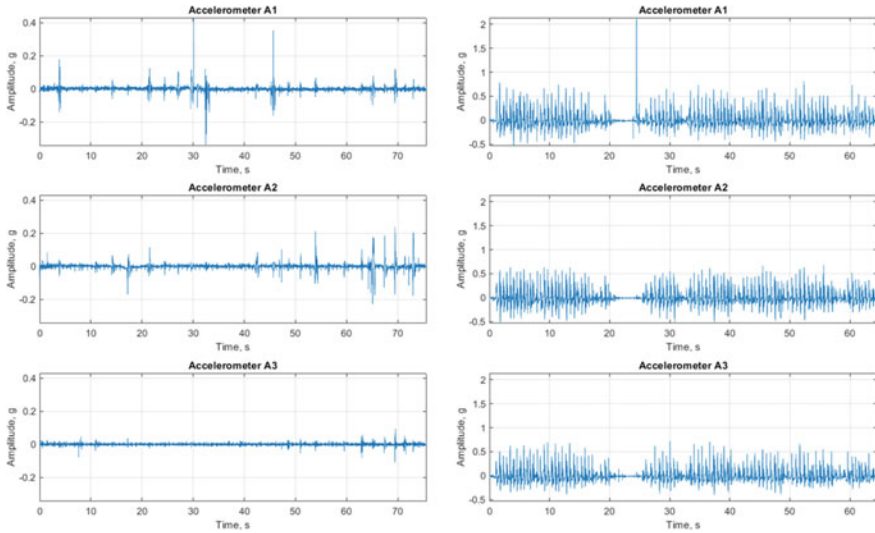 Accelerometer A1
0.4
0.2
0
-0.2
Amplitude, g
0 10 20 30 40 50 60 70
Time, s
Accelerometer A1
2
1.5
1
0.5
0
-0.5
Amplitude, g
0 10 20 30 40 50 60
Time, s
Accelerometer A2
0.4
0.2
0
-0.2
Amplitude, g
0 10 20 30 40 50 60 70
Time, s
Accelerometer A2
2
1.5
1
0.5
0
-0.5
Amplitude, g
0 10 20 30 40 50 60
Time, s
Accelerometer A3
0.4
0.2
0
-0.2
Amplitude, g
0 10 20 30 40 50 60 70
Time, s
Accelerometer A3
2
1.5
1
0.5
0
-0.5
Amplitude, g
0 10 20 30 40 50 60
Time, s